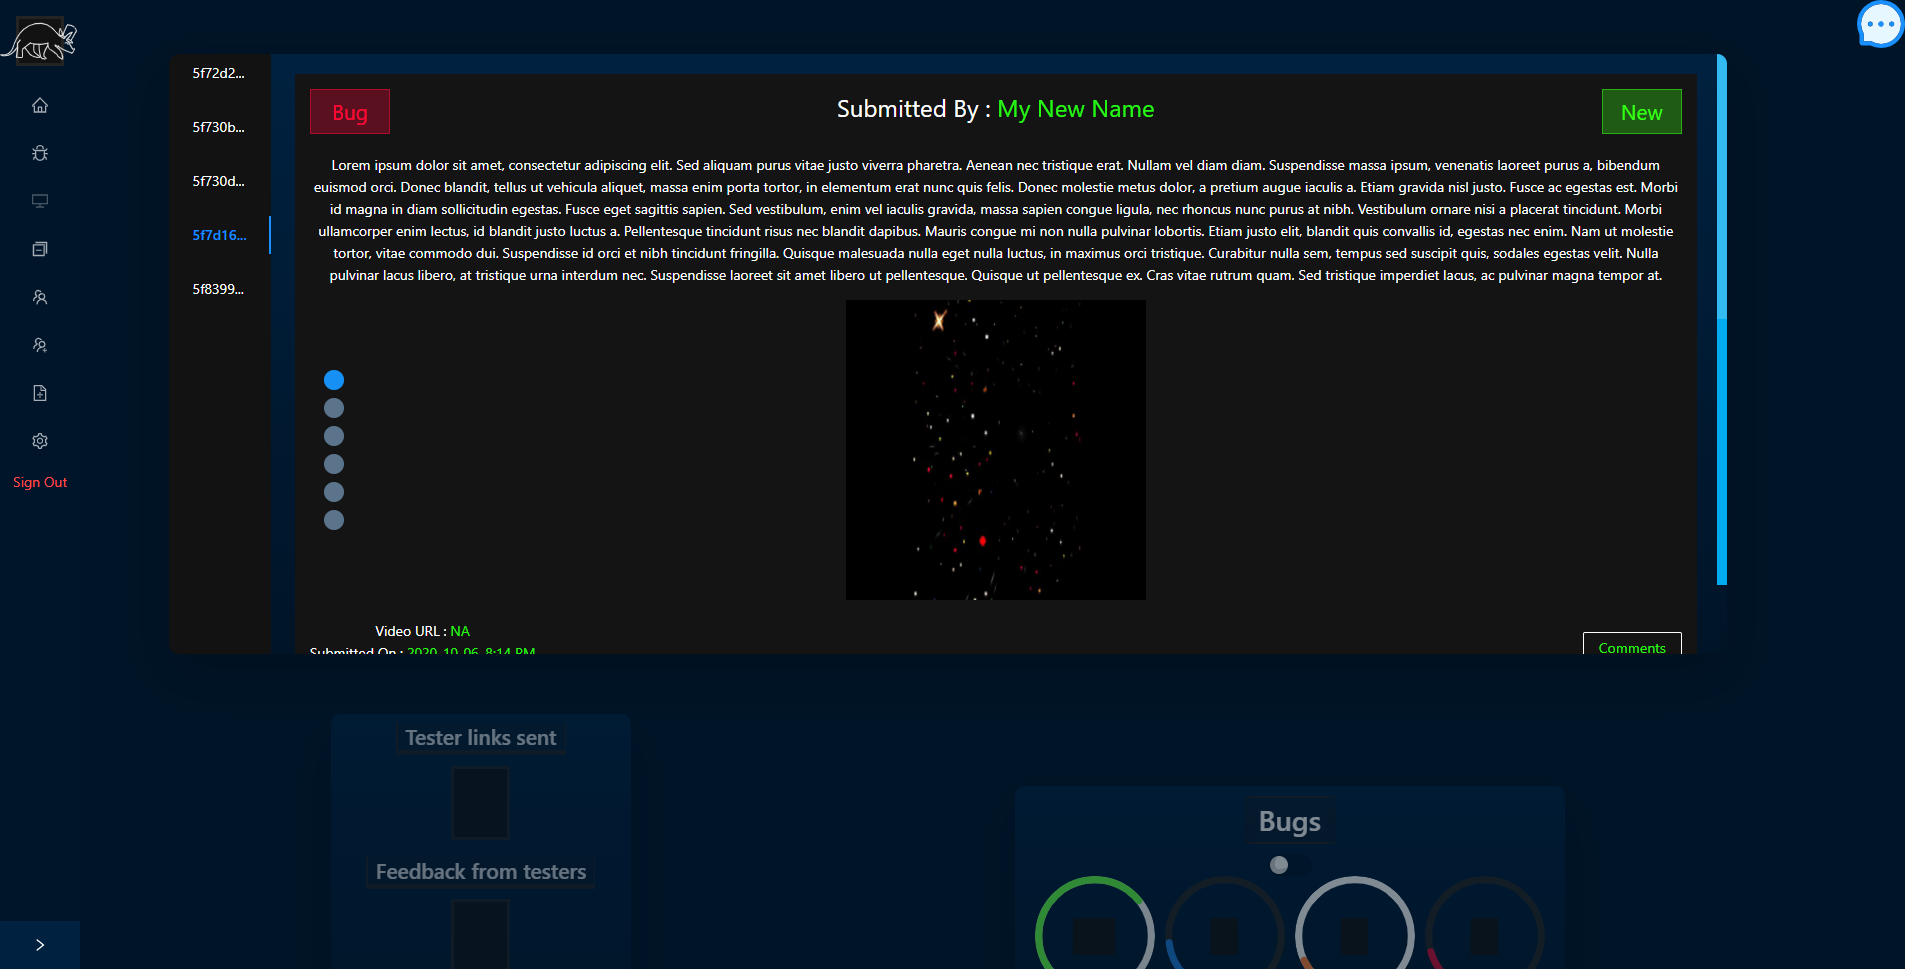 5f72d2...
5f730b...
5f730d...
5f7d16...
5f8399...
Sign Out
Bug
Submitted By : My New Name
New
Lorem ipsum dolor sit amet, consectetur adipiscing elit. Sed aliquam purus vitae justo viverra pharetra. Aenean nec tristique erat. Nullam vel diam diam. Suspendisse massa ipsum, venenatis laoreet purus a, bibendum
euismod orci. Donec blandit, tellus ut vehicula aliquet, massa enim porta tortor, in elementum erat nunc quis felis. Donec molestie metus dolor, a pretium augue iaculis a. Etiam gravida nisl justo. Fusce ac egestas est. Morbi
id magna in diam sollicitudin egestas. Fusce eget sagittis sapien. Sed vestibulum, enim vel iaculis gravida, massa sapien congue ligula, nec rhoncus nunc purus at nibh. Vestibulum ornare nisi a placerat tincidunt. Morbi
ullamcorper enim lectus, id blandit justo luctus a. Pellentesque tincidunt risus nec blandit dapibus. Mauris congue mi non nulla pulvinar lobortis. Etiam justo elit, blandit quis convallis id, egestas nec enim. Nam ut molestie
tortor, vitae commodo dui. Suspendisse id orci et nibh tincidunt fringilla. Quisque malesuada nulla eget nulla luctus, in maximus orci tristique. Curabitur nulla sem, tempus sed suscipit quis, sodales egestas velit. Nulla
pulvinar lacus libero, at tristique urna interdum nec. Suspendisse laoreet sit amet libero ut pellentesque. Quisque ut pellentesque ex. Cras vitae rutrum quam. Sed tristique imperdiet lacus, ac pulvinar magna tempor at.
Video URL : NA
Submitted On : 2020-10-06, 8:14 PM
Comments
Tester links sent
Feedback from testers
Bugs